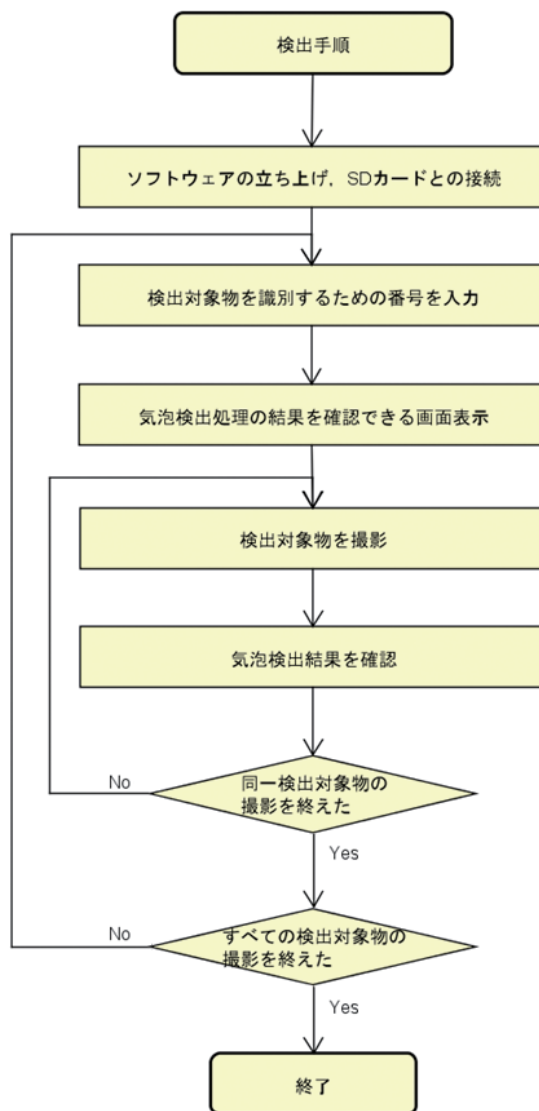 検出手順
ソフトウェアの立ち上げ，SDカードとの接続
検出対象物を識別するための番号を入力
気泡検出処理の結果を確認できる画面表示
検出対象物を撮影
気泡検出結果を確認
同一検出対象物の
撮影を終えた
No
Yes
すべての検出対象物の
撮影を終えた
No
Yes
終了